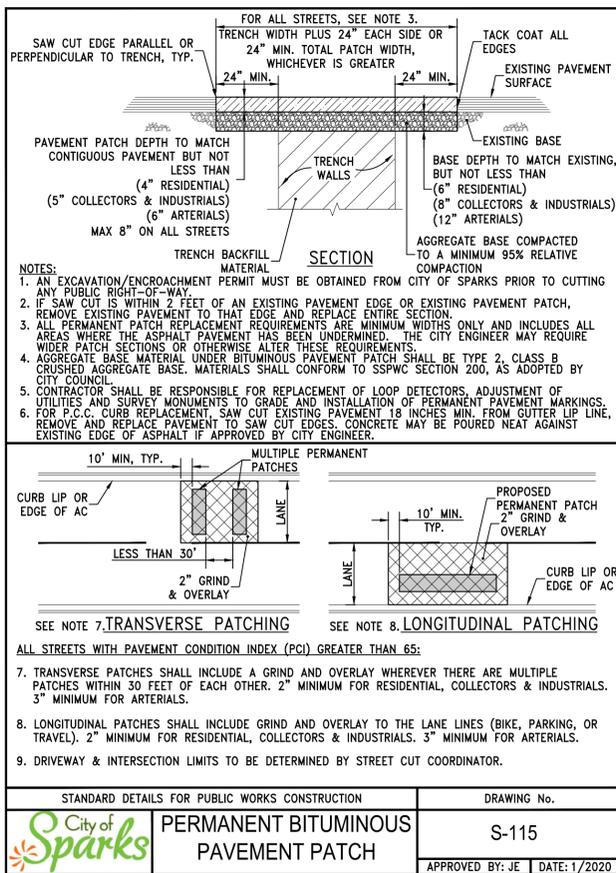 FOR ALL STREETS, SEE NOTE 3.
TRENCH WIDTH PLUS 24" EACH SIDE OR
24" MIN. TOTAL PATCH WIDTH,
WHICHEVER IS GREATER
SAW CUT EDGE PARALLEL OR
PERPENDICULAR TO TRENCH, TYP.
TACK COAT ALL
EDGES
24" MIN.
24" MIN.
EXISTING PAVEMENT
SURFACE
PAVEMENT PATCH DEPTH TO MATCH
CONTIGUOUS PAVEMENT BUT NOT
LESS THAN
(4" RESIDENTIAL)
(5" COLLECTORS & INDUSTRIALS)
(6" ARTERIALS)
MAX 8" ON ALL STREETS
TRENCH
WALLS
EXISTING BASE
BASE DEPTH TO MATCH EXISTING,
BUT NOT LESS THAN
(6" RESIDENTIAL)
(8" COLLECTORS & INDUSTRIALS)
(12" ARTERIALS)
TRENCH BACKFILL
MATERIAL
SECTION
AGGREGATE BASE COMPACTED
TO A MINIMUM 95% RELATIVE
COMPACTION
NOTES:
1. AN EXCAVATION/ENCROACHMENT PERMIT MUST BE OBTAINED FROM CITY OF SPARKS PRIOR TO CUTTING
ANY PUBLIC RIGHT-OF-WAY.
2. IF SAW CUT IS WITHIN 2 FEET OF AN EXISTING PAVEMENT EDGE OR EXISTING PAVEMENT PATCH,
REMOVE EXISTING PAVEMENT TO THAT EDGE AND REPLACE ENTIRE SECTION.
3. ALL PERMANENT PATCH REPLACEMENT REQUIREMENTS ARE MINIMUM WIDTHS ONLY AND INCLUDES ALL
AREAS WHERE THE ASPHALT PAVEMENT HAS BEEN UNDERMINED. THE CITY ENGINEER MAY REQUIRE
WIDER PATCH SECTIONS OR OTHERWISE ALTER THESE REQUIREMENTS.
4. AGGREGATE BASE MATERIAL UNDER BITUMINOUS PAVEMENT PATCH SHALL BE TYPE 2, CLASS B
CRUSHED AGGREGATE BASE. MATERIALS SHALL CONFORM TO SSPWC SECTION 200, AS ADOPTED BY
CITY COUNCIL.
5. CONTRACTOR SHALL BE RESPONSIBLE FOR REPLACEMENT OF LOOP DETECTORS, ADJUSTMENT OF
UTILITIES AND SURVEY MONUMENTS TO GRADE AND INSTALLATION OF PERMANENT PAVEMENT MARKINGS.
6. FOR P.C.C. CURB REPLACEMENT, SAW CUT EXISTING PAVEMENT 18 INCHES MIN. FROM GUTTER LIP LINE,
REMOVE AND REPLACE PAVEMENT TO SAW CUT EDGES. CONCRETE MAY BE POURED NEAT AGAINST
EXISTING EDGE OF ASPHALT IF APPROVED BY CITY ENGINEER.
10' MIN, TYP.
MULTIPLE PERMANENT
PATCHES
CURB LIP OR
EDGE OF AC
LANE
LESS THAN 30'
2" GRIND
& OVERLAY
SEE NOTE 7.
TRANSVERSE PATCHING
10' MIN.
TYP.
PROPOSED
PERMANENT PATCH
2" GRIND &
OVERLAY
LANE
CURB LIP OR
EDGE OF AC
SEE NOTE 8.
LONGITUDINAL PATCHING
ALL STREETS WITH PAVEMENT CONDITION INDEX (PCI) GREATER THAN 65:
7. TRANSVERSE PATCHES SHALL INCLUDE A GRIND AND OVERLAY WHEREVER THERE ARE MULTIPLE
PATCHES WITHIN 30 FEET OF EACH OTHER. 2" MINIMUM FOR RESIDENTIAL, COLLECTORS & INDUSTRIALS.
3" MINIMUM FOR ARTERIALS.
8. LONGITUDINAL PATCHES SHALL INCLUDE GRIND AND OVERLAY TO THE LANE LINES (BIKE, PARKING, OR
TRAVEL). 2" MINIMUM FOR RESIDENTIAL, COLLECTORS & INDUSTRIALS. 3" MINIMUM FOR ARTERIALS.
9. DRIVEWAY & INTERSECTION LIMITS TO BE DETERMINED BY STREET CUT COORDINATOR.
STANDARD DETAILS FOR PUBLIC WORKS CONSTRUCTION
DRAWING No.
City of
Sparks
PERMANENT BITUMINOUS
PAVEMENT PATCH
S-115
APPROVED BY: JE
DATE: 1/2020